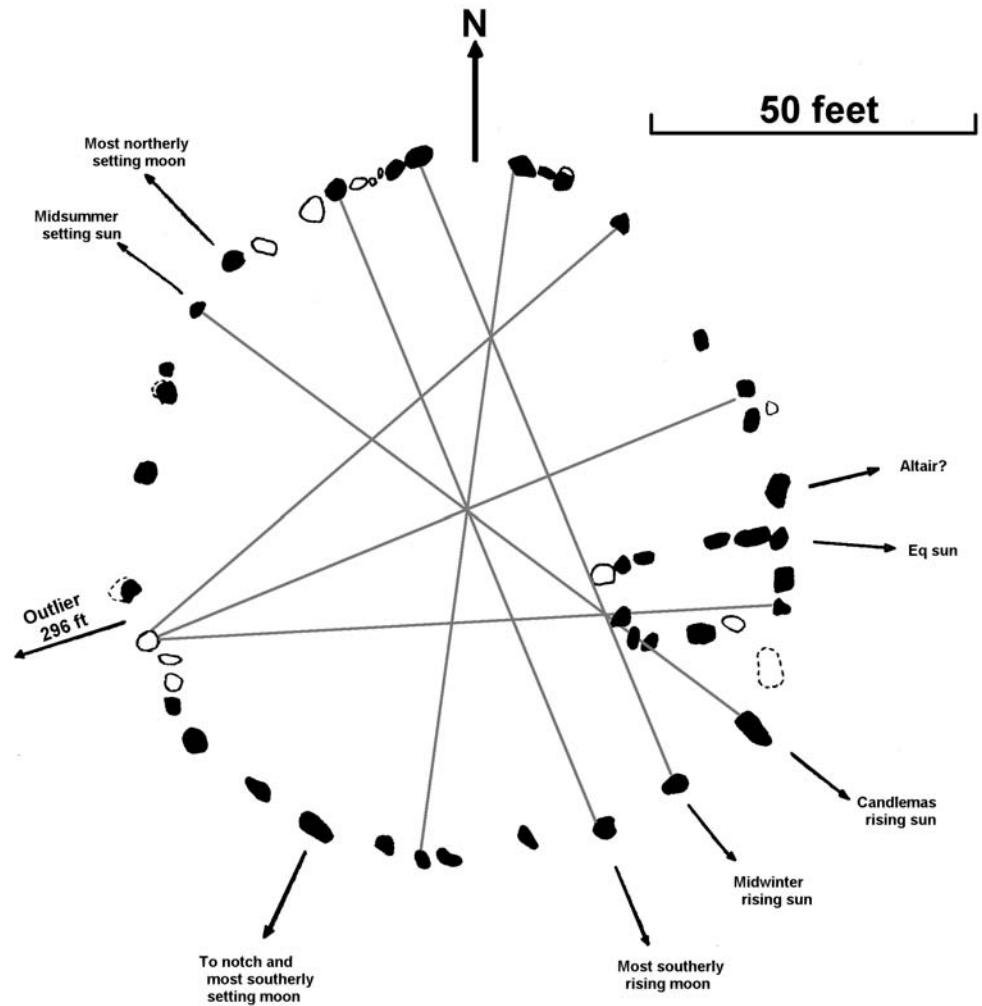 N
50 feet
Most northerly
setting moon
Midsummer
setting sun
Altair?
Eq sun
Outlier
296 ft
Candlemas
rising sun
Midwinter
rising sun
To notch and
most southerly
setting moon
Most southerly
rising moon